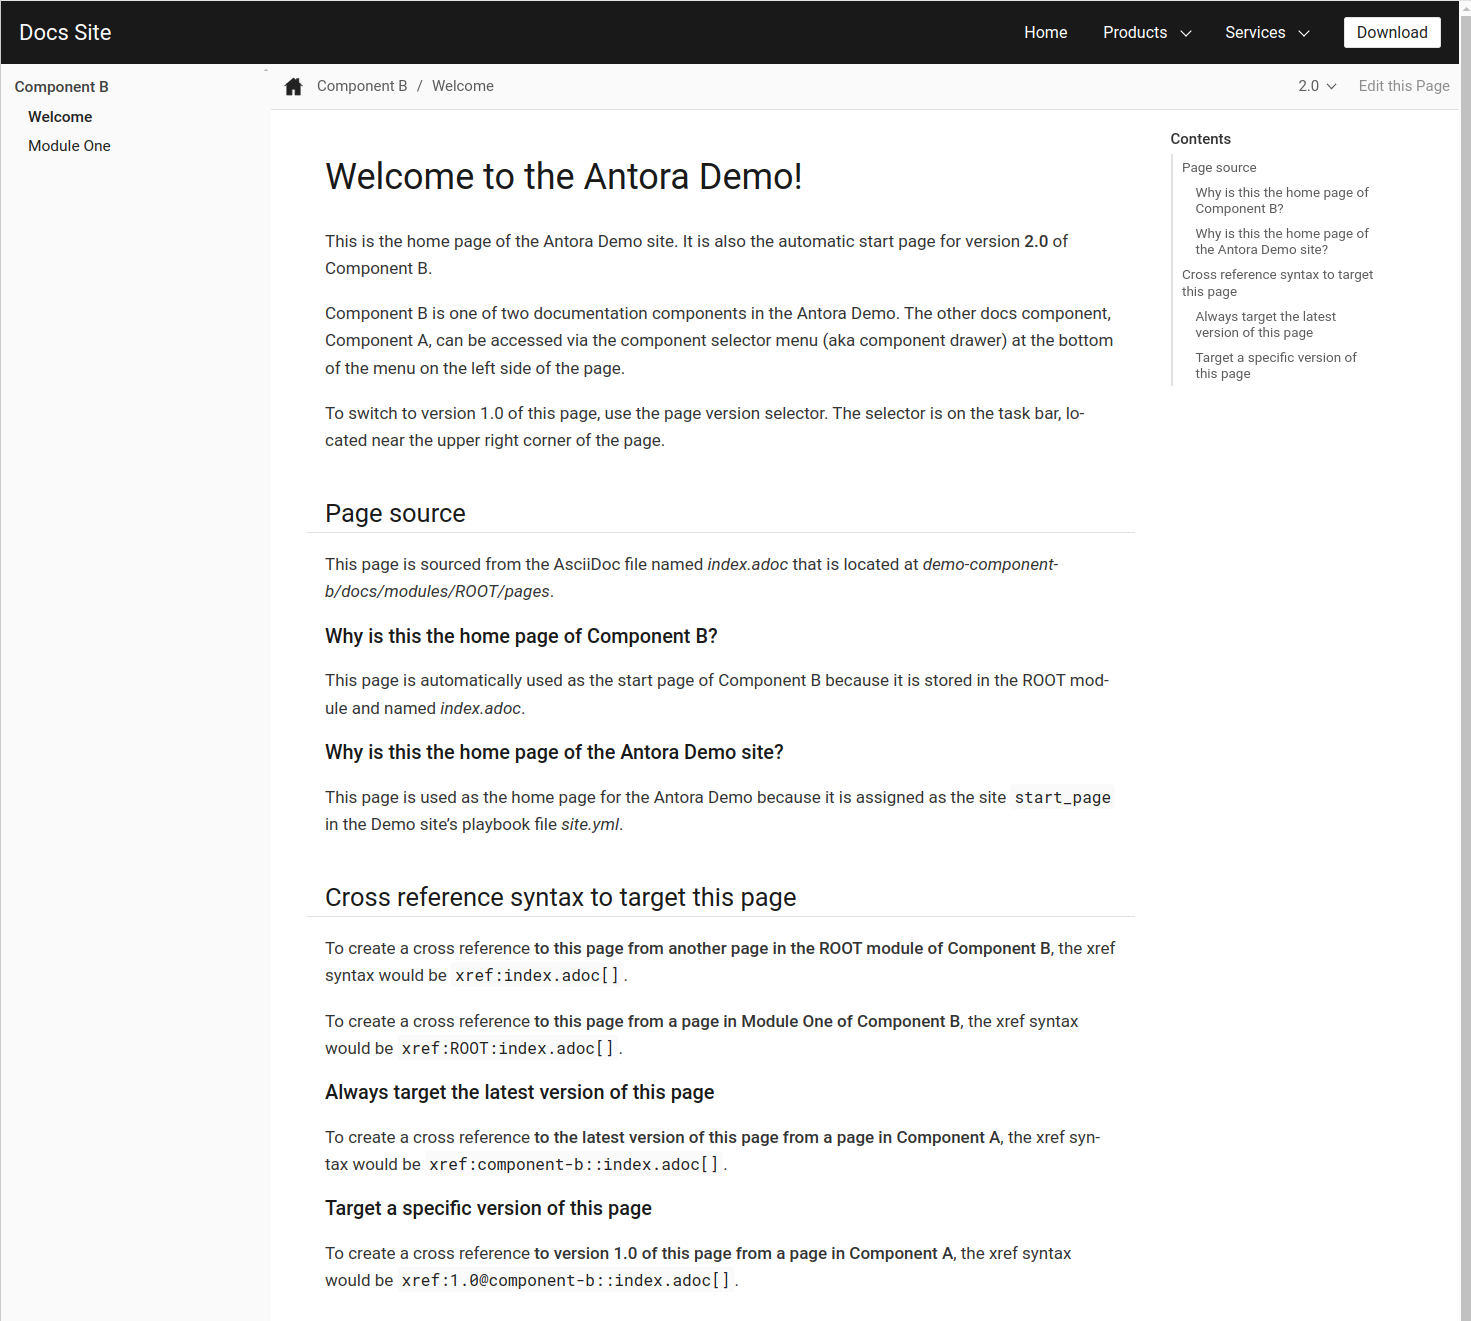 Docs Site
Home
Products
Services
Download
Component B
Welcome
Module One
Component B / Welcome
2.0
Edit this Page
Contents
Page source
Why is this the home page of
Component B?
Why is this the home page of
the Antora Demo site?
Cross reference syntax to target
this page
Always target the latest
version of this page
Target a specific version of
this page
Welcome to the Antora Demo!
This is the home page of the Antora Demo site. It is also the automatic start page for version 2.0 of
Component B.
Component B is one of two documentation components in the Antora Demo. The other docs component,
Component A, can be accessed via the component selector menu (aka component drawer) at the bottom
of the menu on the left side of the page.
To switch to version 1.0 of this page, use the page version selector. The selector is on the task bar, lo-
cated near the upper right corner of the page.
Page source
This page is sourced from the AsciiDoc file named index.adoc that is located at demo-component-
b/docs/modules/ROOT/pages.
Why is this the home page of Component B?
This page is automatically used as the start page of Component B because it is stored in the ROOT mod-
ule and named index.adoc.
Why is this the home page of the Antora Demo site?
This page is used as the home page for the Antora Demo because it is assigned as the site start_page
in the Demo site’s playbook file site.yml.
Cross reference syntax to target this page
To create a cross reference to this page from another page in the ROOT module of Component B, the xref
syntax would be xref:index.adoc[].
To create a cross reference to this page from a page in Module One of Component B, the xref syntax
would be xref:ROOT:index.adoc[].
Always target the latest version of this page
To create a cross reference to the latest version of this page from a page in Component A, the xref syn-
tax would be xref:component-b::index.adoc[].
Target a specific version of this page
To create a cross reference to version 1.0 of this page from a page in Component A, the xref syntax
would be xref:1.0@component-b::index.adoc[].